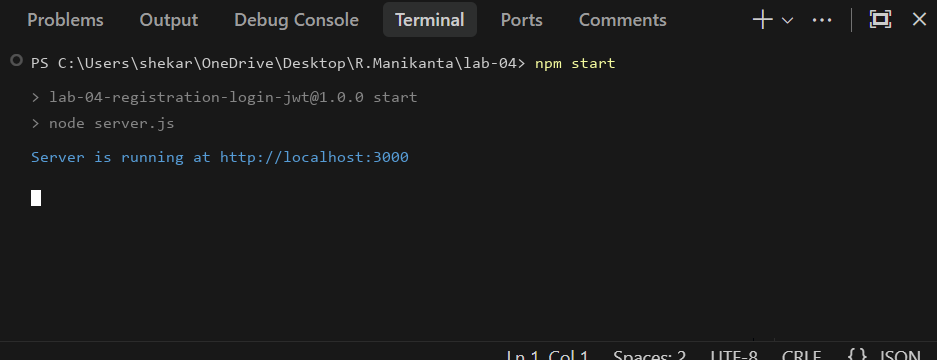 Problems Output Debug Console Terminal Ports Comments
PS C:\Users\shekar\OneDrive\Desktop\R.Manikanta\lab-04> npm start
> lab-04-registration-login-jwt@1.0.0 start
> node server.js
Server is running at http://localhost:3000
Ln 1, Col 1 Spaces: 2 UTF-8 CRLF {} JSON